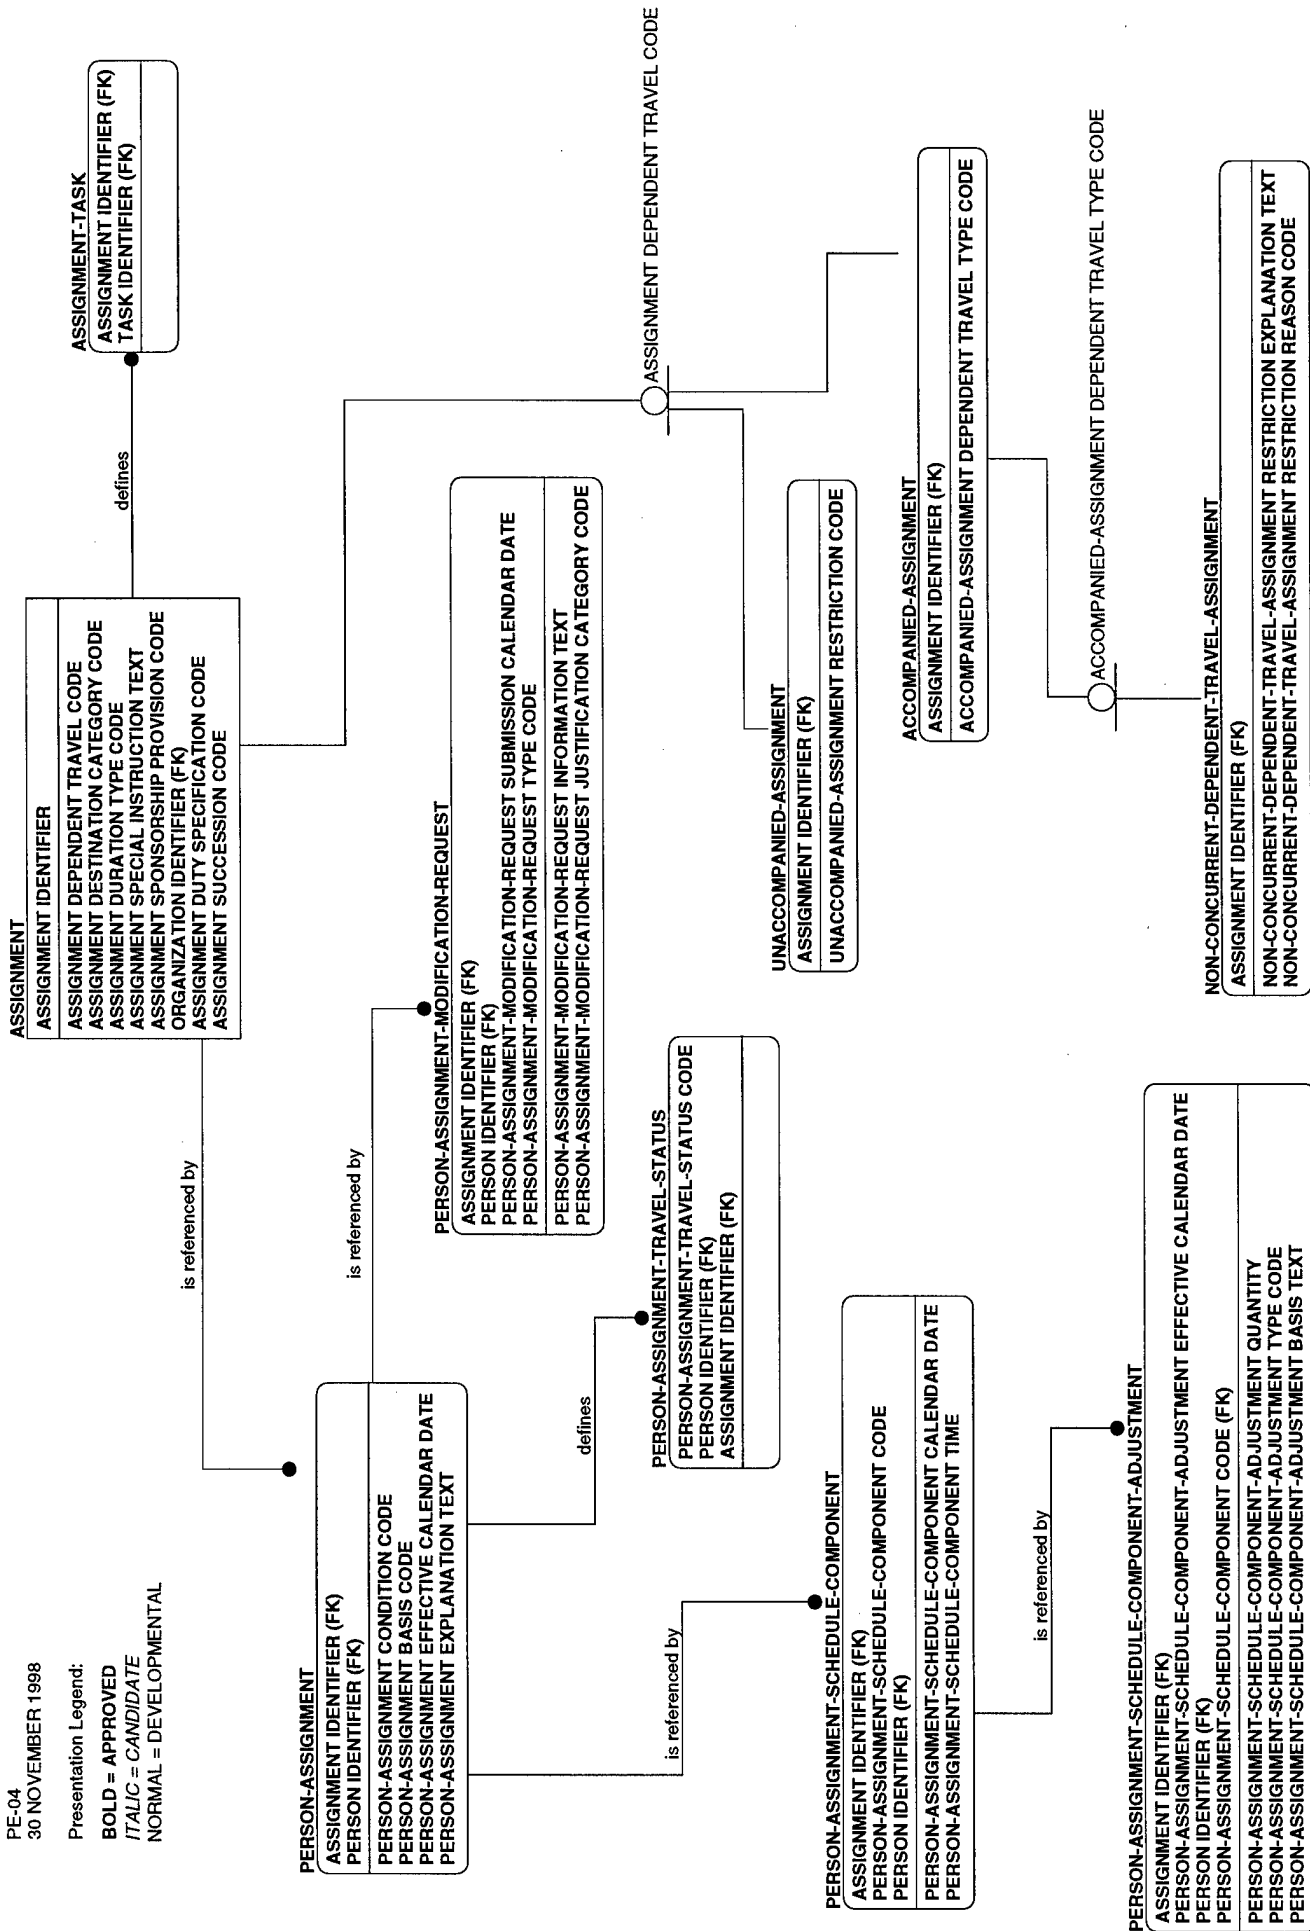 PE-04
30 NOVEMBER 1998
Presentation Legend:
BOLD = APPROVED
ITALIC = CANDIDATE
NORMAL = DEVELOPMENTAL
ASSIGNMENT
ASSIGNMENT IDENTIFIER
ASSIGNMENT DEPENDENT TRAVEL CODE
ASSIGNMENT DESTINATION CATEGORY CODE
ASSIGNMENT DURATION TYPE CODE
ASSIGNMENT SPECIAL INSTRUCTION TEXT
ASSIGNMENT SPONSORSHIP PROVISION CODE
ORGANIZATION IDENTIFIER (FK)
ASSIGNMENT DUTY SPECIFICATION CODE
ASSIGNMENT SUCCESSION CODE
defines
ASSIGNMENT-TASK
ASSIGNMENT IDENTIFIER (FK)
TASK IDENTIFIER (FK)
is referenced by
PERSON-ASSIGNMENT
ASSIGNMENT IDENTIFIER (FK)
PERSON IDENTIFIER (FK)
PERSON-ASSIGNMENT CONDITION CODE
PERSON-ASSIGNMENT BASIS CODE
PERSON-ASSIGNMENT EFFECTIVE CALENDAR DATE
PERSON-ASSIGNMENT EXPLANATION TEXT
is referenced by
PERSON-ASSIGNMENT-MODIFICATION-REQUEST
ASSIGNMENT IDENTIFIER (FK)
PERSON IDENTIFIER (FK)
PERSON-ASSIGNMENT-MODIFICATION-REQUEST SUBMISSION CALENDAR DATE
PERSON-ASSIGNMENT-MODIFICATION-REQUEST TYPE CODE
PERSON-ASSIGNMENT-MODIFICATION-REQUEST INFORMATION TEXT
PERSON-ASSIGNMENT-MODIFICATION-REQUEST JUSTIFICATION CATEGORY CODE
defines
PERSON-ASSIGNMENT-TRAVEL-STATUS
PERSON-ASSIGNMENT-TRAVEL-STATUS CODE
PERSON IDENTIFIER (FK)
ASSIGNMENT IDENTIFIER (FK)
ASSIGNMENT DEPENDENT TRAVEL CODE
is referenced by
PERSON-ASSIGNMENT-SCHEDULE-COMPONENT
ASSIGNMENT IDENTIFIER (FK)
PERSON-ASSIGNMENT-SCHEDULE-COMPONENT CODE
PERSON IDENTIFIER (FK)
PERSON-ASSIGNMENT-SCHEDULE-COMPONENT CALENDAR DATE
PERSON-ASSIGNMENT-SCHEDULE-COMPONENT TIME
UNACCOMPANIED-ASSIGNMENT
ASSIGNMENT IDENTIFIER (FK)
UNACCOMPANIED-ASSIGNMENT RESTRICTION CODE
ACCOMPANIED-ASSIGNMENT
ASSIGNMENT IDENTIFIER (FK)
ACCOMPANIED-ASSIGNMENT DEPENDENT TRAVEL TYPE CODE
is referenced by
ACCOMPANIED-ASSIGNMENT DEPENDENT TRAVEL TYPE CODE
PERSON-ASSIGNMENT-SCHEDULE-COMPONENT-ADJUSTMENT
ASSIGNMENT IDENTIFIER (FK)
PERSON-ASSIGNMENT-SCHEDULE-COMPONENT-ADJUSTMENT EFFECTIVE CALENDAR DATE
PERSON IDENTIFIER (FK)
PERSON-ASSIGNMENT-SCHEDULE-COMPONENT CODE (FK)
PERSON-ASSIGNMENT-SCHEDULE-COMPONENT-ADJUSTMENT QUANTITY
PERSON-ASSIGNMENT-SCHEDULE-COMPONENT-ADJUSTMENT TYPE CODE
PERSON-ASSIGNMENT-SCHEDULE-COMPONENT-ADJUSTMENT BASIS TEXT
NON-CONCURRENT-DEPENDENT-TRAVEL-ASSIGNMENT
ASSIGNMENT IDENTIFIER (FK)
NON-CONCURRENT-DEPENDENT-TRAVEL-ASSIGNMENT RESTRICTION EXPLANATION TEXT
NON-CONCURRENT-DEPENDENT-TRAVEL-ASSIGNMENT RESTRICTION REASON CODE